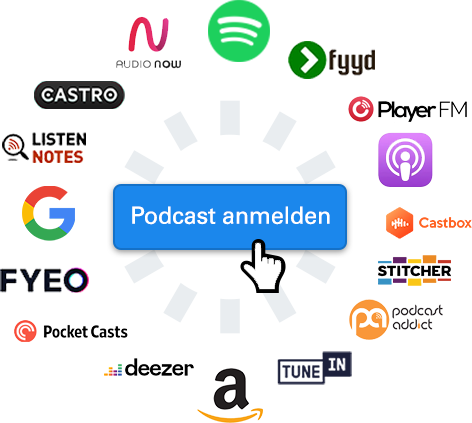 AUDIO NOW
fyyd
CASTRO
Player FM
LISTEN
NOTES
Podcast anmelden
Castbox
STITCHER
FYEO
podcast
addict
Pocket Casts
deezer
TUNE IN
a